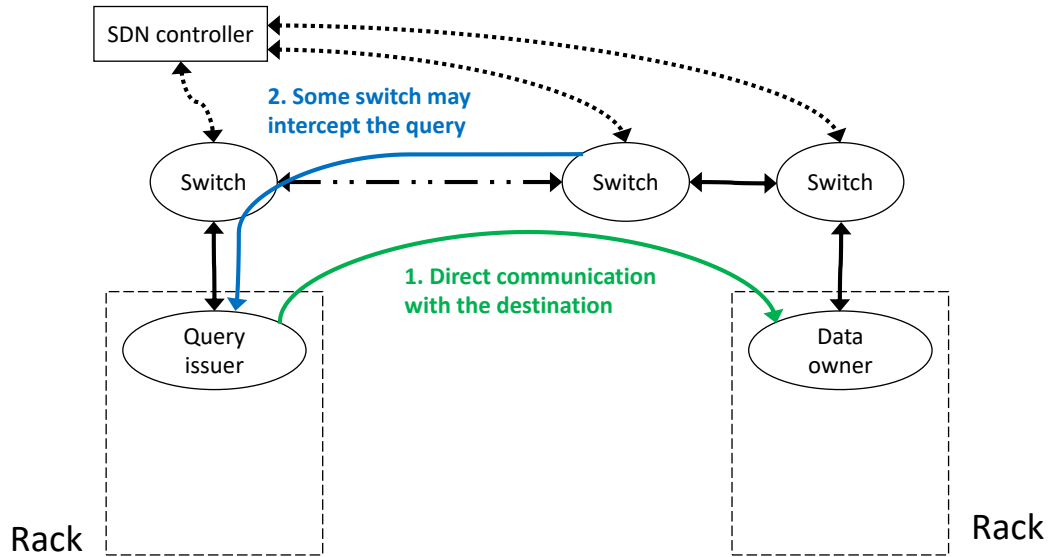 SDN controller
2. Some switch may
intercept the query
Switch
Switch
Switch
1. Direct communication
with the destination
Query
issuer
Data
owner
Rack
Rack